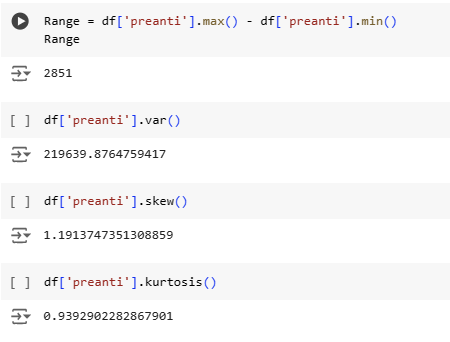 Range = df['preanti'].max() - df['preanti'].min()
Range
2851
[ ] df['preanti'].var()
219639.8764759417
[ ] df['preanti'].skew()
1.1913747351308859
[ ] df['preanti'].kurtosis()
0.9392902282867901